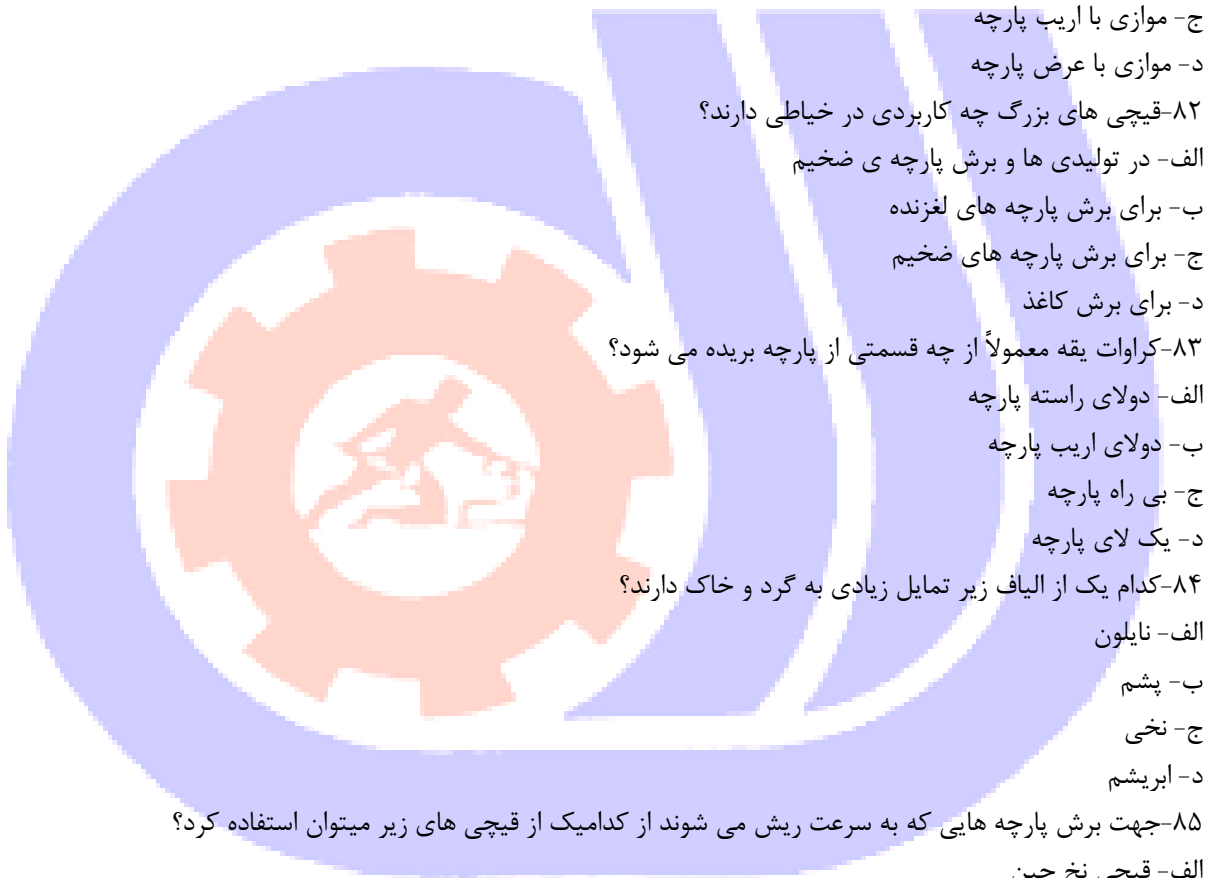 ج- موازی با اریب پارچه
د- موازی با عرض پارچه
۸۲-قیچی های بزرگ چه کاربردی در خیاطی دارند؟
الف- در تولیدی ها و برش پارچه ی ضخیم
ب- برای برش پارچه های لغزنده
ج- برای برش پارچه های ضخیم
د- برای برش کاغذ
۸۳-کراوات یقه معمولاً از چه قسمتی از پارچه بریده می شود؟
الف- دولای راسته پارچه
ب- دولای اریب پارچه
ج- بی راه پارچه
د- یک لای پارچه
۸۴-کدام یک از الیاف زیر تمایل زیادی به گرد و خاک دارند؟
الف- نایلون
ب- پشم
ج- نخی
د- ابریشم
۸۵-جهت برش پارچه هایی که به سرعت ریش می شوند از کدامیک از قیچی های زیر میتوان استفاده کرد؟
الف- قیچی نخ چین